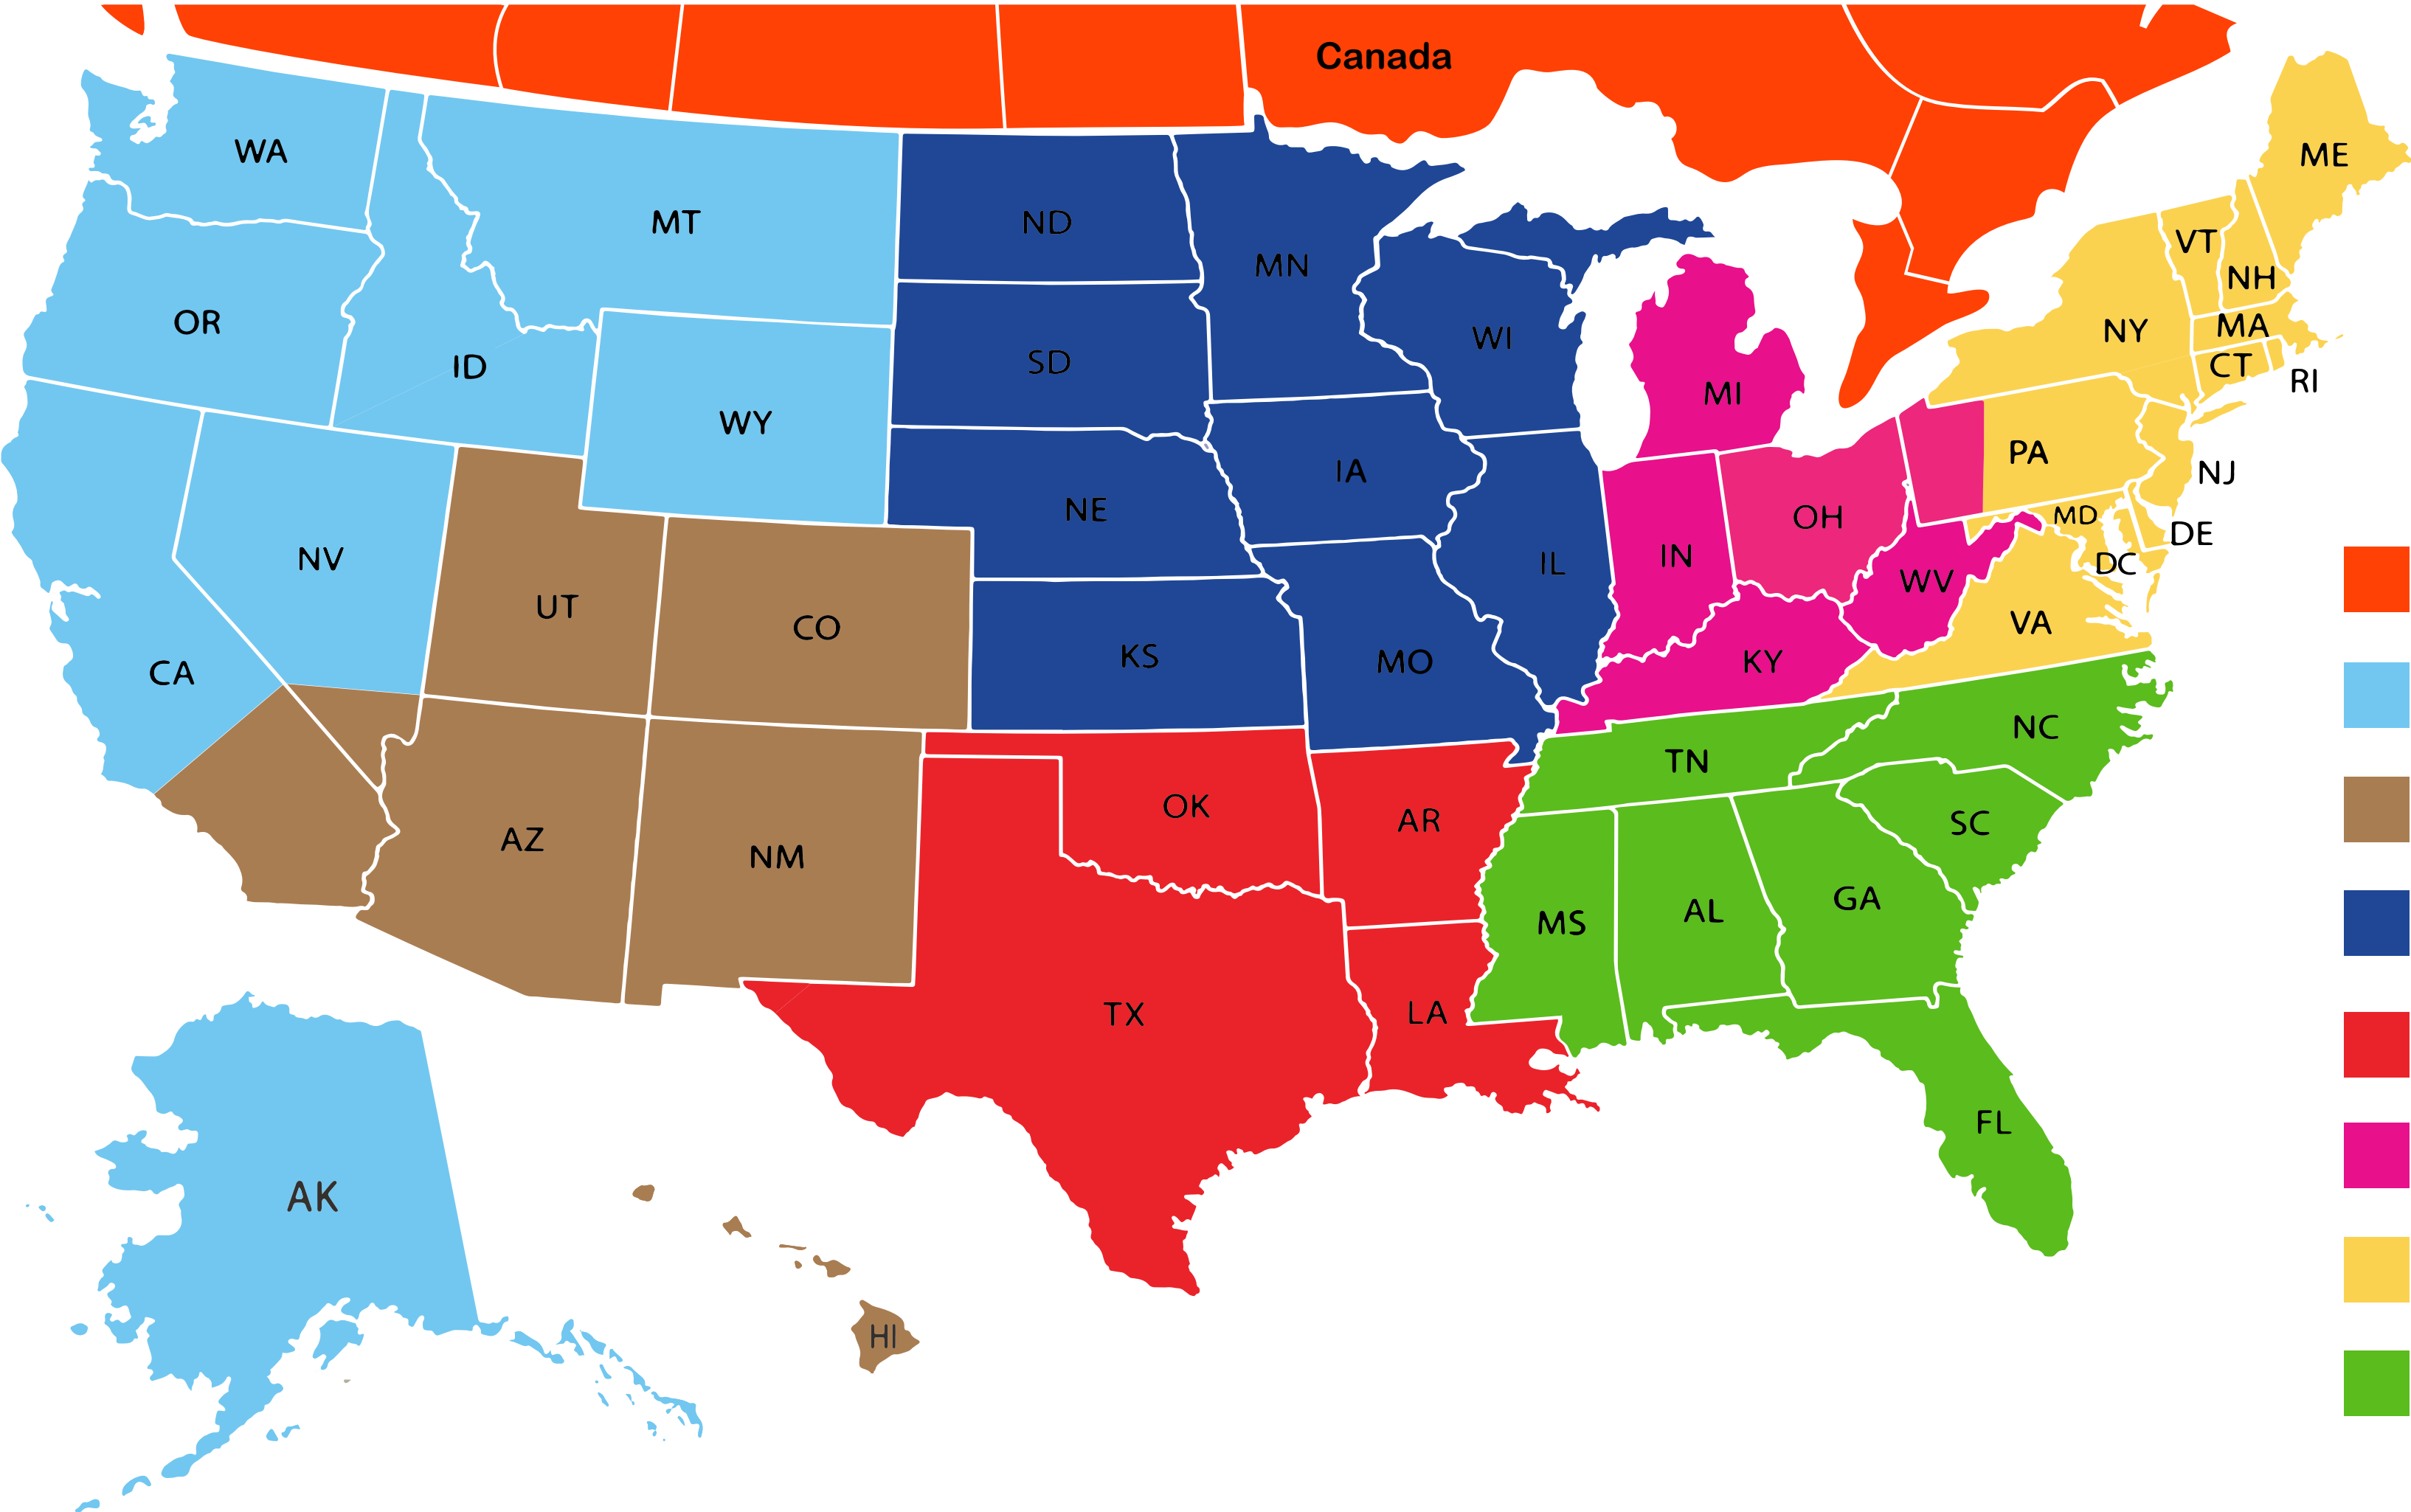 Canada
WA
ME
MT
ND
VT
MN
NH
OR
MA
NY
WI
SD
ID
CT
RI
MI
WY
PA
IA
NJ
NE
MD
OH
DE
IN
NV
IL
DC
WV
UT
VA
CO
KS
MO
KY
CA
NC
TN
OK
AR
SC
AZ
NM
GA
AL
MS
LA
TX
FL
AK
HI